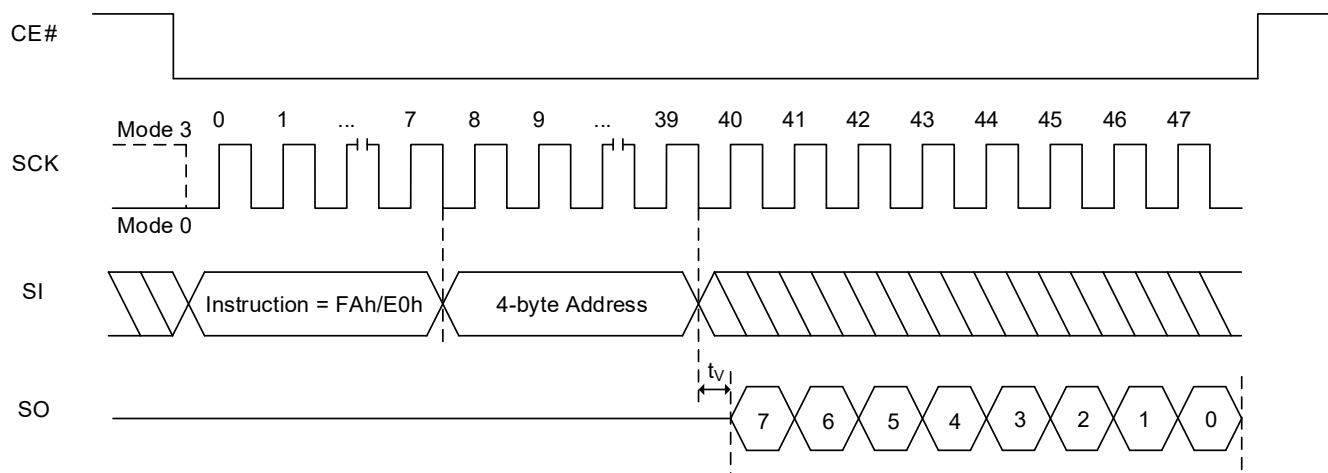 CE#
Mode 3 0 1 ... 7 8 9 ... 39 40 41 42 43 44 45 46 47
SCK
Mode 0
SI Instruction = FAh/E0h 4-byte Address
tV
SO 7 6 5 4 3 2 1 0